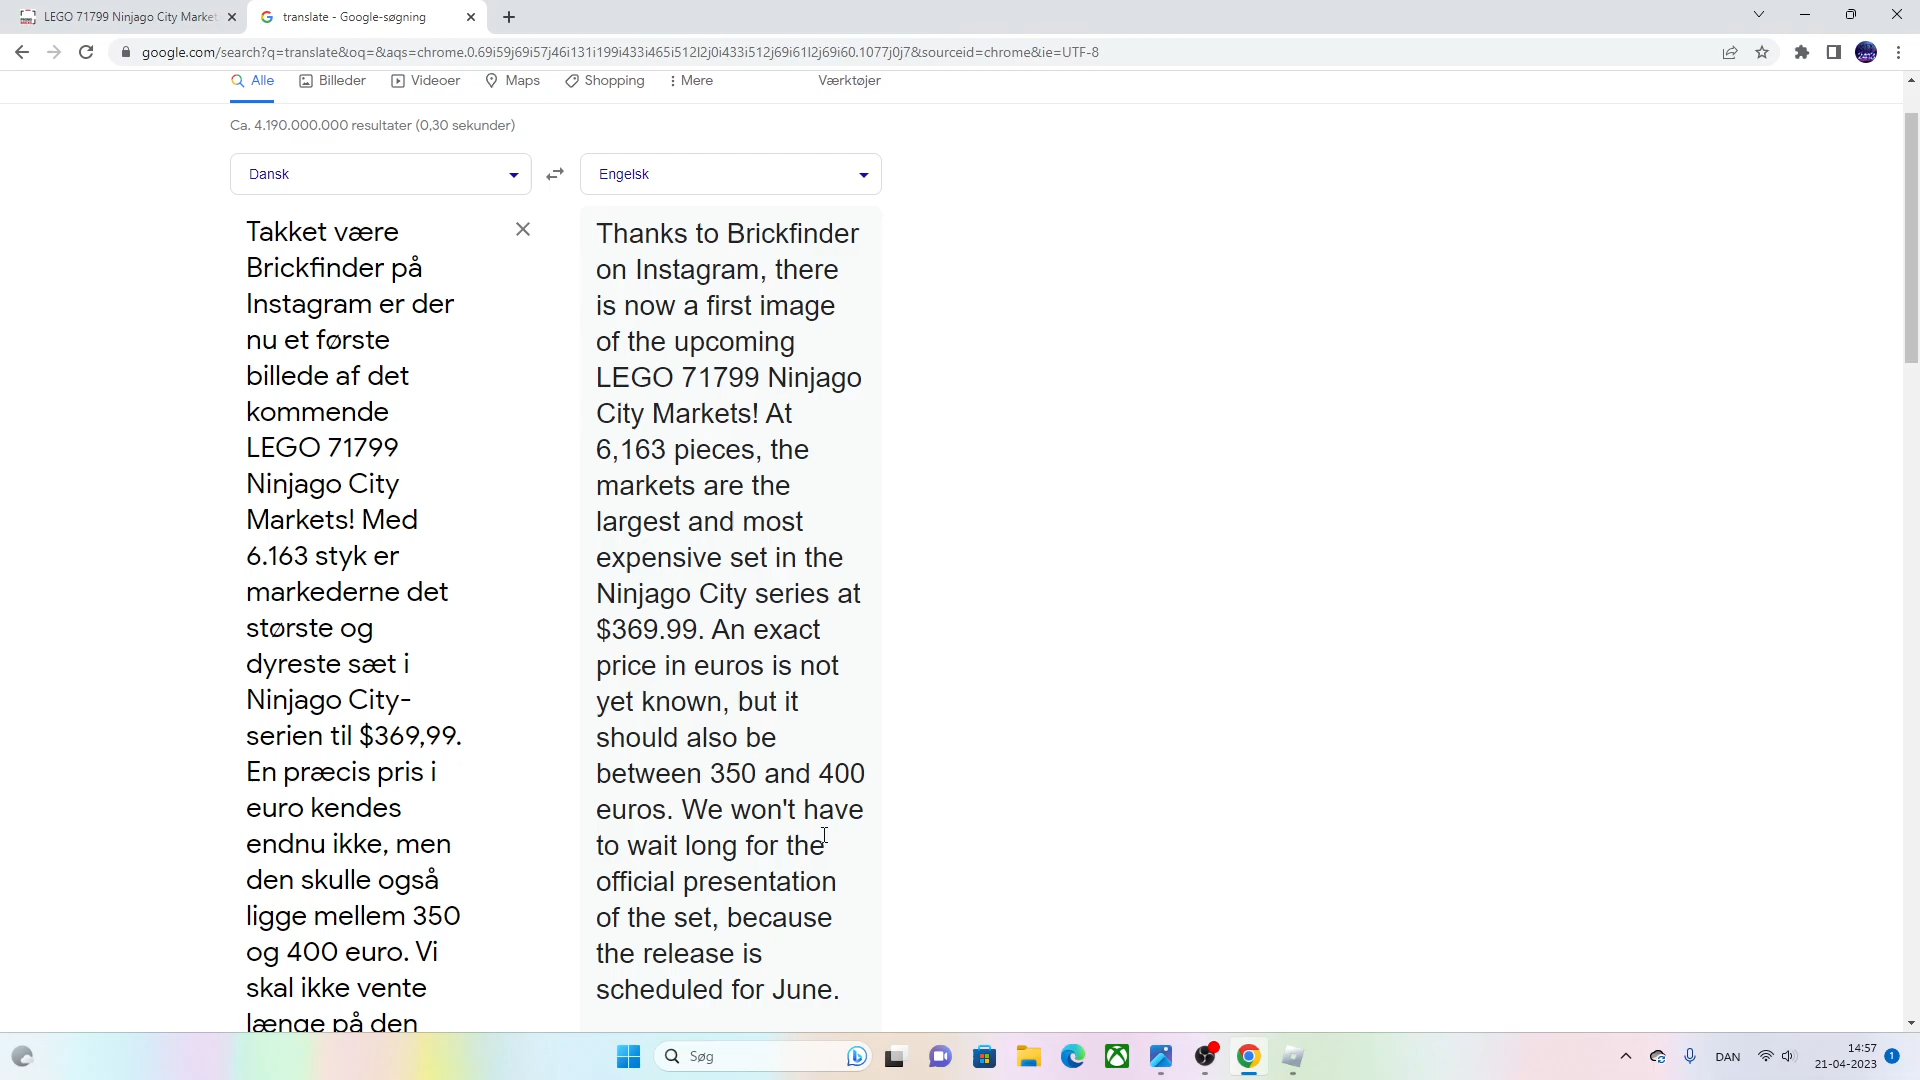 LEGO 71799 Ninjago City Market
translate - Google-søgning
google.com/search?q=translate&oq=&aqs=chrome.0.69i59j69i57j46i131i199i433i465i512l2j0i433i512j69i61l2j69i60.1077j0j7&sourceid=chrome&ie=UTF-8
Alle Billeder Videoer Maps Shopping Mere Værktøjer
Ca. 4.190.000.000 resultater (0,30 sekunder)
Dansk
Engelsk
Takket være
Brickfinder på
Instagram er der
nu et første
billede af det
kommende
LEGO 71799
Ninjago City
Markets! Med
6.163 styk er
markederne det
største og
dyreste sæt i
Ninjago City-
serien til $369,99.
En præcis pris i
euro kendes
endnu ikke, men
den skulle også
ligge mellem 350
og 400 euro. Vi
skal ikke vente
længe på den
Thanks to Brickfinder
on Instagram, there
is now a first image
of the upcoming
LEGO 71799 Ninjago
City Markets! At
6,163 pieces, the
markets are the
largest and most
expensive set in the
Ninjago City series at
$369.99. An exact
price in euros is not
yet known, but it
should also be
between 350 and 400
euros. We won't have
to wait long for the
official presentation
of the set, because
the release is
scheduled for June.
Søg
DAN
14:57
21-04-2023
1